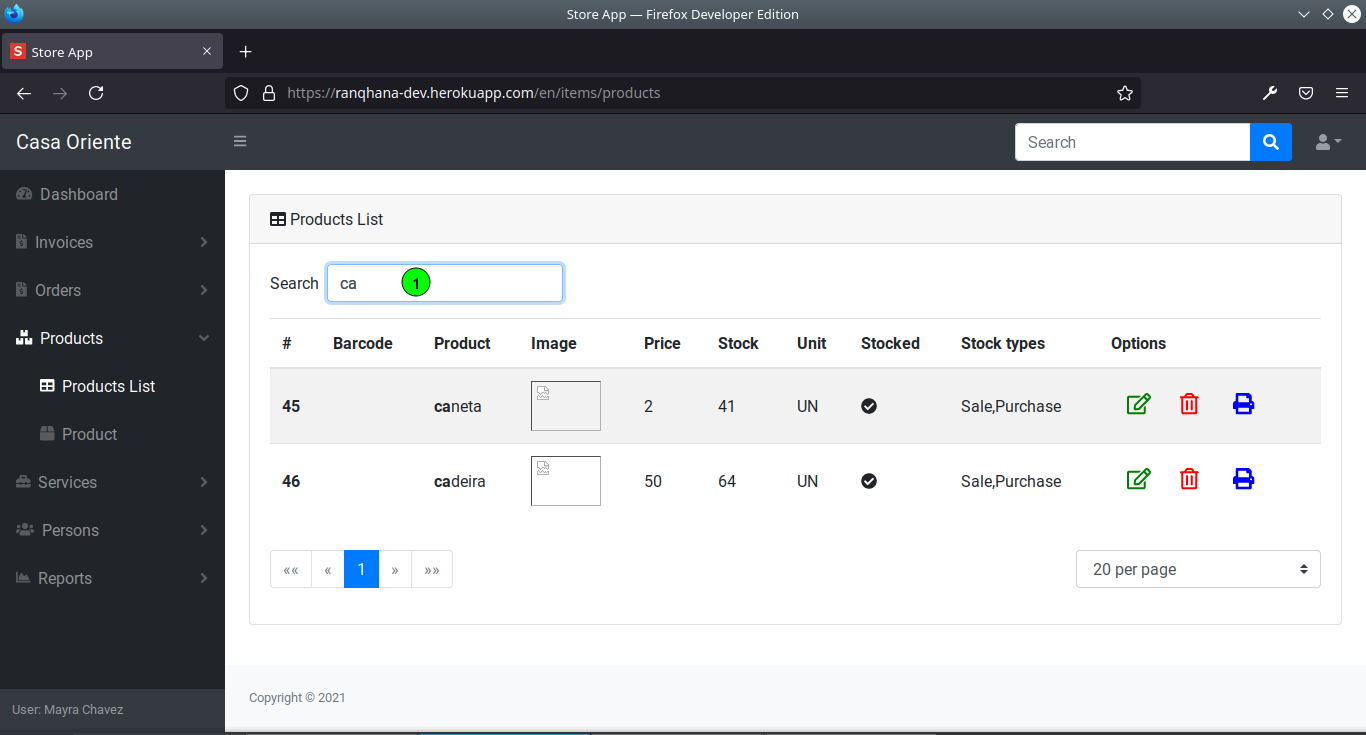 Store App — Firefox Developer Edition
S Store App
https://ranqhana-dev.herokuapp.com/en/items/products
Casa Oriente
Search
Dashboard
Invoices
Orders
Products
Products List
Product
Services
Persons
Reports
User: Mayra Chavez
Products List
Search ca 1
# Barcode Product Image Price Stock Unit Stocked Stock types Options
45 caneta 2 41 UN Sale,Purchase
46 cadeira 50 64 UN Sale,Purchase
«« « 1 » »»
20 per page
Copyright © 2021